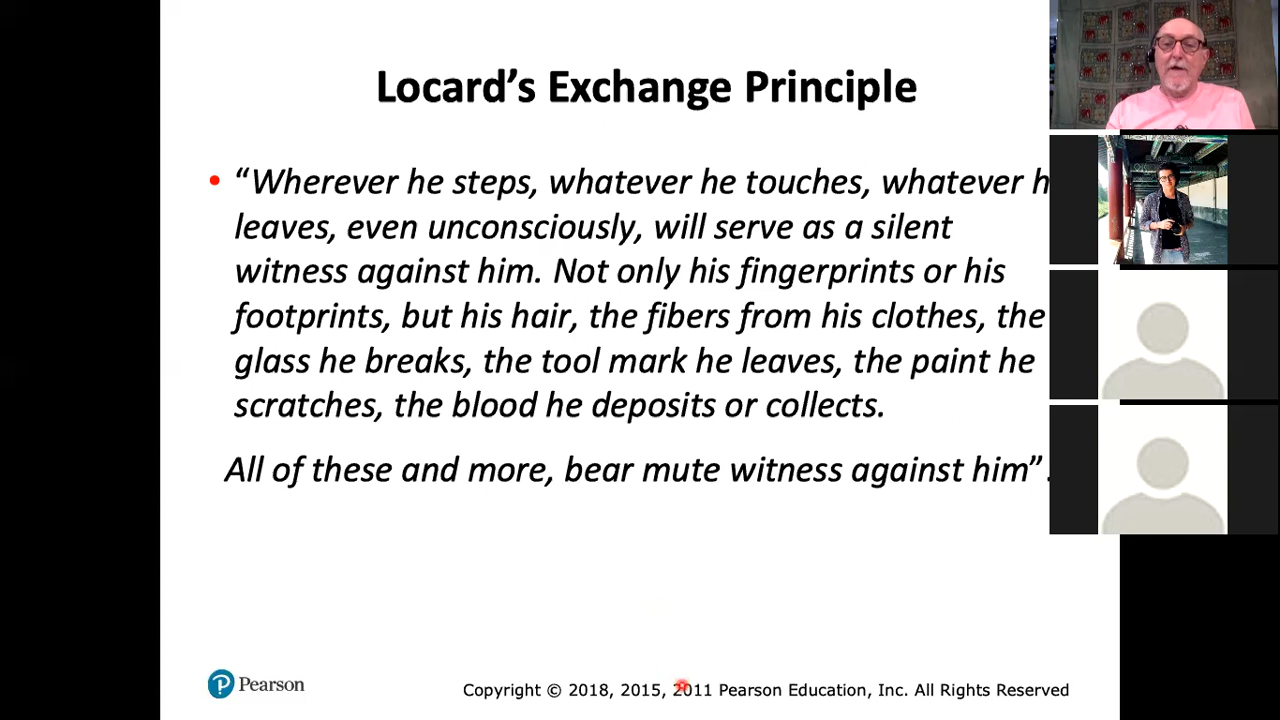 Locard’s Exchange Principle
• “Wherever he steps, whatever he touches, whatever h
leaves, even unconsciously, will serve as a silent
witness against him. Not only his fingerprints or his
footprints, but his hair, the fibers from his clothes, the
glass he breaks, the tool mark he leaves, the paint he
scratches, the blood he deposits or collects.
All of these and more, bear mute witness against him”.
Pearson
Copyright © 2018, 2015, 2011 Pearson Education, Inc. All Rights Reserved